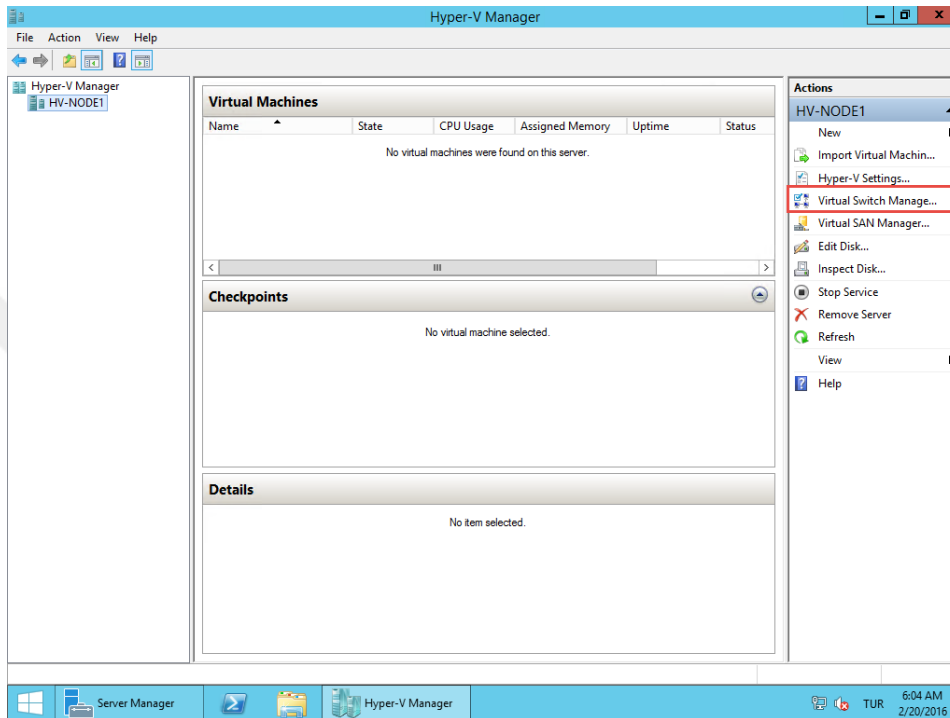 Hyper-V Manager
File Action View Help
Hyper-V Manager
HV-NODE1
Virtual Machines
Name State CPU Usage Assigned Memory Uptime Status
No virtual machines were found on this server.
Checkpoints
No virtual machine selected.
Details
No item selected.
Actions
HV-NODE1
New
Import Virtual Machin...
Hyper-V Settings...
Virtual Switch Manage...
Virtual SAN Manager...
Edit Disk...
Inspect Disk...
Stop Service
Remove Server
Refresh
View
Help
Server Manager
Hyper-V Manager
TUR
6:04 AM
2/20/2016